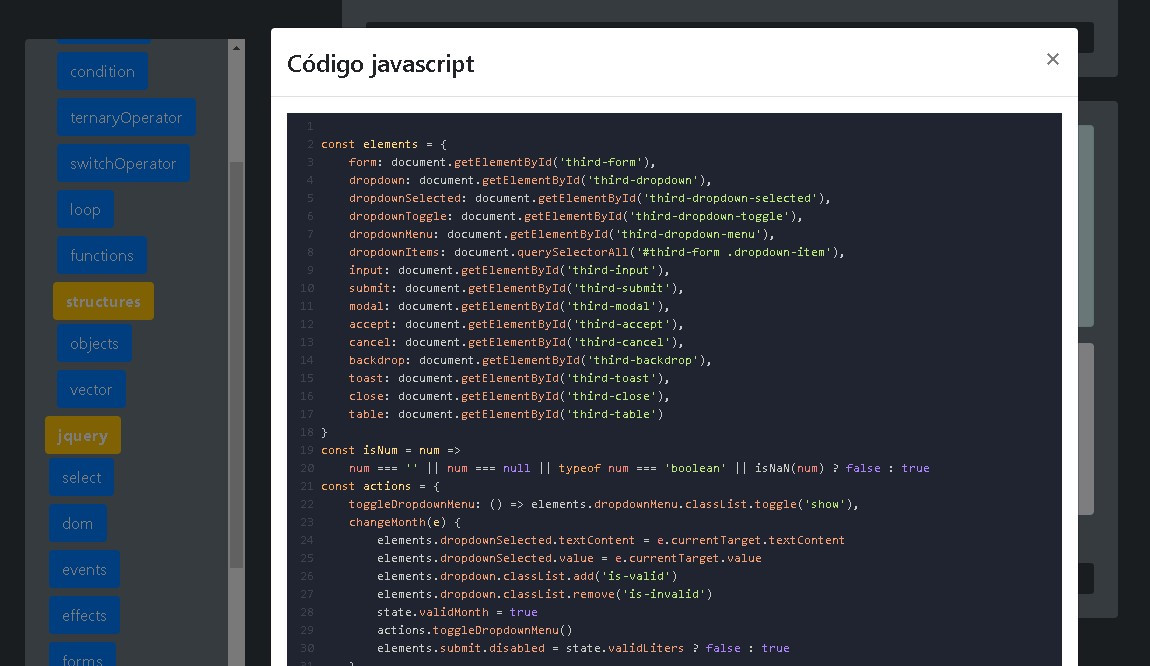 condition
ternaryOperator
switchOperator
loop
functions
structures
objects
vector
jquery
select
dom
events
effects
forms
Código javascript
×
1
2 const elements = {
3     form: document.getElementById('third-form'),
4     dropdown: document.getElementById('third-dropdown'),
5     dropdownSelected: document.getElementById('third-dropdown-selected'),
6     dropdownToggle: document.getElementById('third-dropdown-toggle'),
7     dropdownMenu: document.getElementById('third-dropdown-menu'),
8     dropdownItems: document.querySelectorAll('#third-form .dropdown-item'),
9     input: document.getElementById('third-input'),
10     submit: document.getElementById('third-submit'),
11     modal: document.getElementById('third-modal'),
12     accept: document.getElementById('third-accept'),
13     cancel: document.getElementById('third-cancel'),
14     backdrop: document.getElementById('third-backdrop'),
15     toast: document.getElementById('third-toast'),
16     close: document.getElementById('third-close'),
17     table: document.getElementById('third-table')
18 }
19 const isNum = num =>
20     num === '' || num === null || typeof num === 'boolean' || isNaN(num) ? false : true
21 const actions = {
22     toggleDropdownMenu: () => elements.dropdownMenu.classList.toggle('show'),
23     changeMonth(e) {
24         elements.dropdownSelected.textContent = e.currentTarget.textContent
25         elements.dropdownSelected.value = e.currentTarget.value
26         elements.dropdown.classList.add('is-valid')
27         elements.dropdown.classList.remove('is-invalid')
28         state.validMonth = true
29         actions.toggleDropdownMenu()
30         elements.submit.disabled = state.validLiters ? false : true
31     }